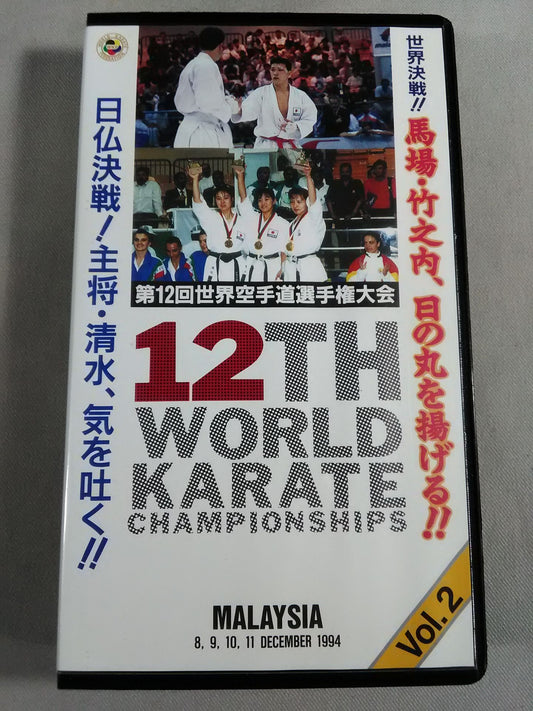 世界決戦!!
馬場・竹之内、日の丸を揚げる!!
日仏決戦!主将・清水、気を吐く!!
第12回世界空手道選手権大会
12TH
WORLD
KARATE
CHAMPIONSHIPS
MALAYSIA
8, 9, 10, 11 DECEMBER 1994
Vol.2